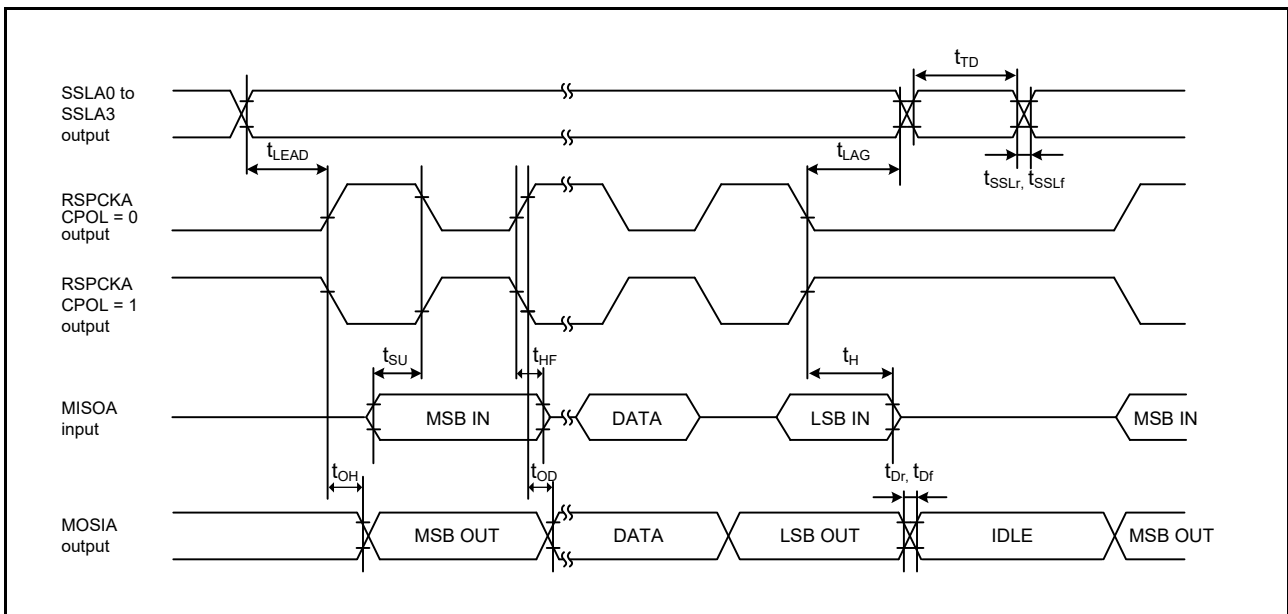 SSLA0 to
SSLA3
output
tTD
tLEAD
tLAG
tSSLr, tSSLf
RSPCKA
CPOL = 0
output
RSPCKA
CPOL = 1
output
tSU
tHF
tH
MISOA
input
MSB IN
DATA
LSB IN
MSB IN
tOH
tOD
tDr, tDf
MOSIA
output
MSB OUT
DATA
LSB OUT
IDLE
MSB OUT